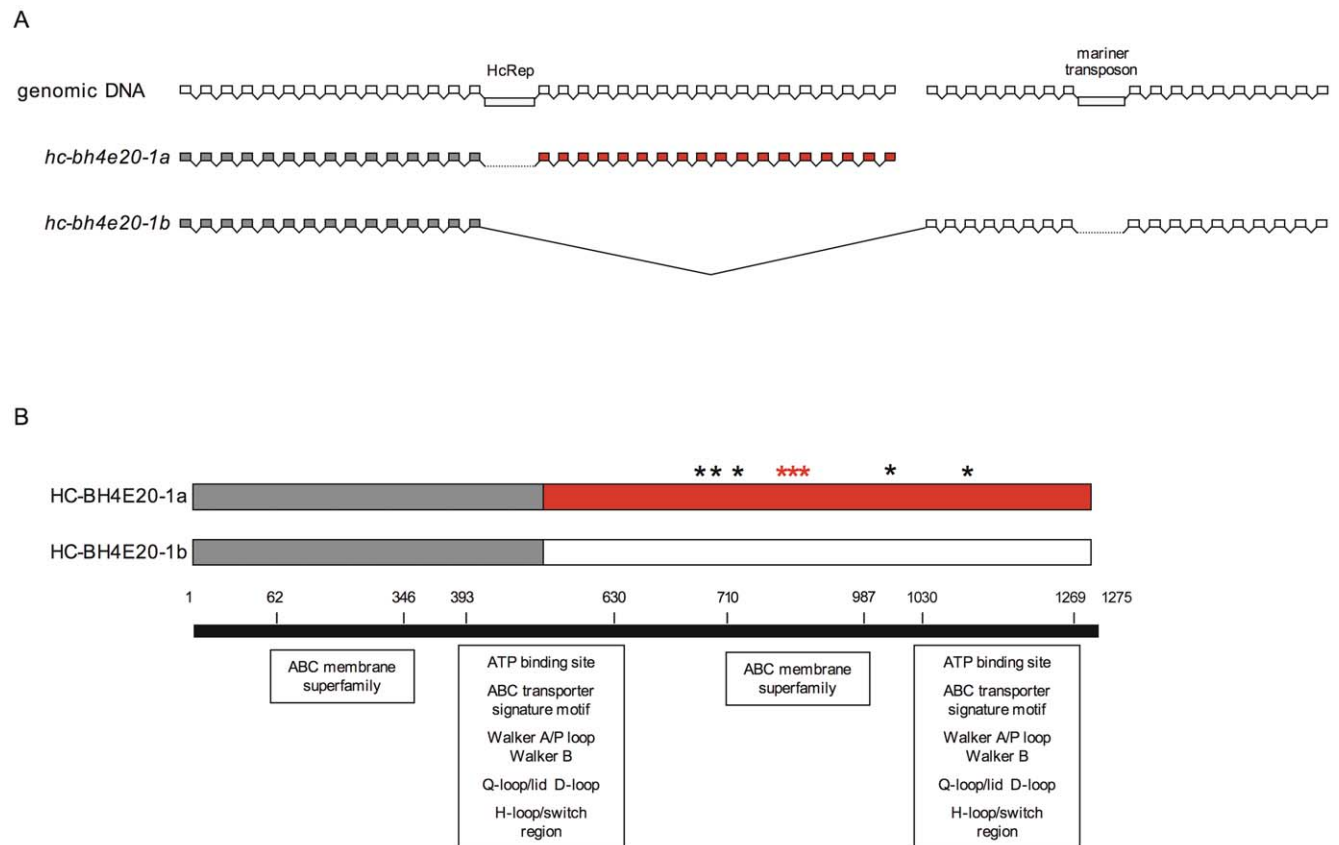 A
HcRep
mariner
transposon
genomic DNA
hc-bh4e20-1a
hc-bh4e20-1b
B
* * * *** * *
HC-BH4E20-1a
HC-BH4E20-1b
1 62 346 393 630 710 987 1030 1269 1275
ABC membrane
superfamily
ATP binding site
ABC transporter
signature motif
Walker A/P loop
Walker B
Q-loop/lid D-loop
H-loop/switch
region
ABC membrane
superfamily
ATP binding site
ABC transporter
signature motif
Walker A/P loop
Walker B
Q-loop/lid D-loop
H-loop/switch
region